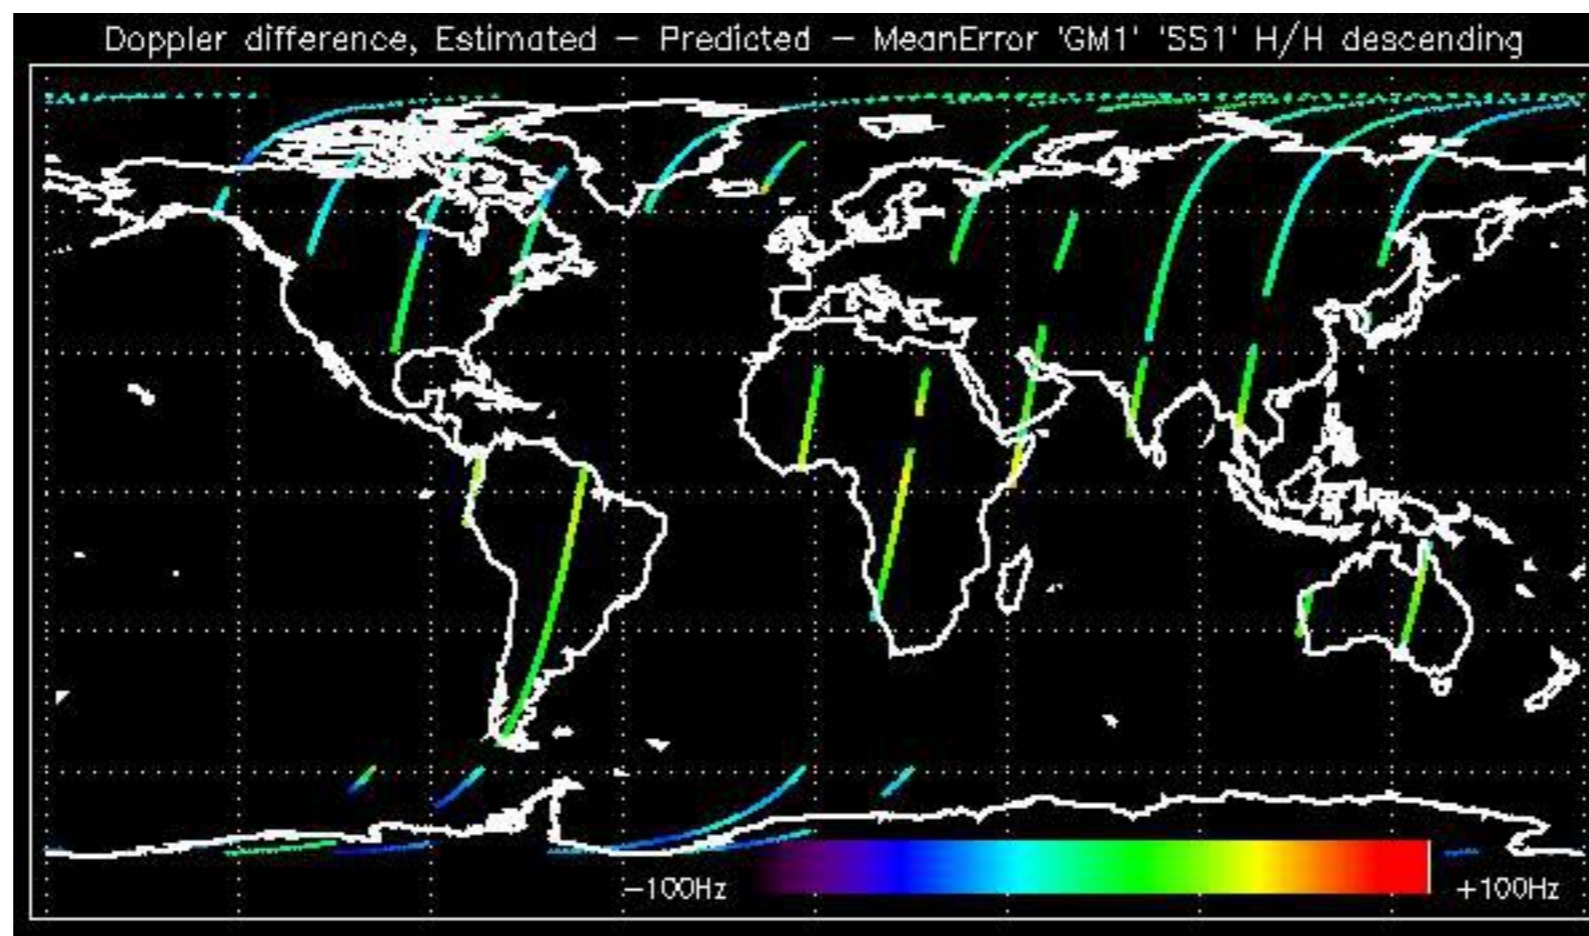 Doppler difference, Estimated – Predicted – MeanError 'GM1' 'SS1' H/H descending
–100Hz +100Hz